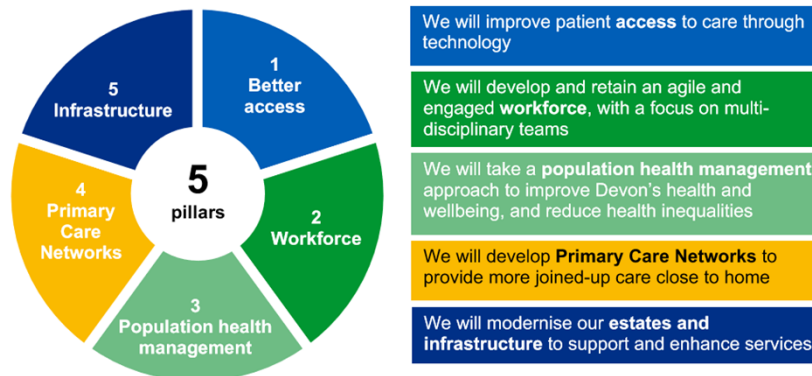 1
Better
access
2
Workforce
3
Population health
management
4
Primary
Care
Networks
5
Infrastructure
5
pillars
We will improve patient access to care through
technology
We will develop and retain an agile and
engaged workforce, with a focus on multi-
disciplinary teams
We will take a population health management
approach to improve Devon's health and
wellbeing, and reduce health inequalities
We will develop Primary Care Networks to
provide more joined-up care close to home
We will modernise our estates and
infrastructure to support and enhance services